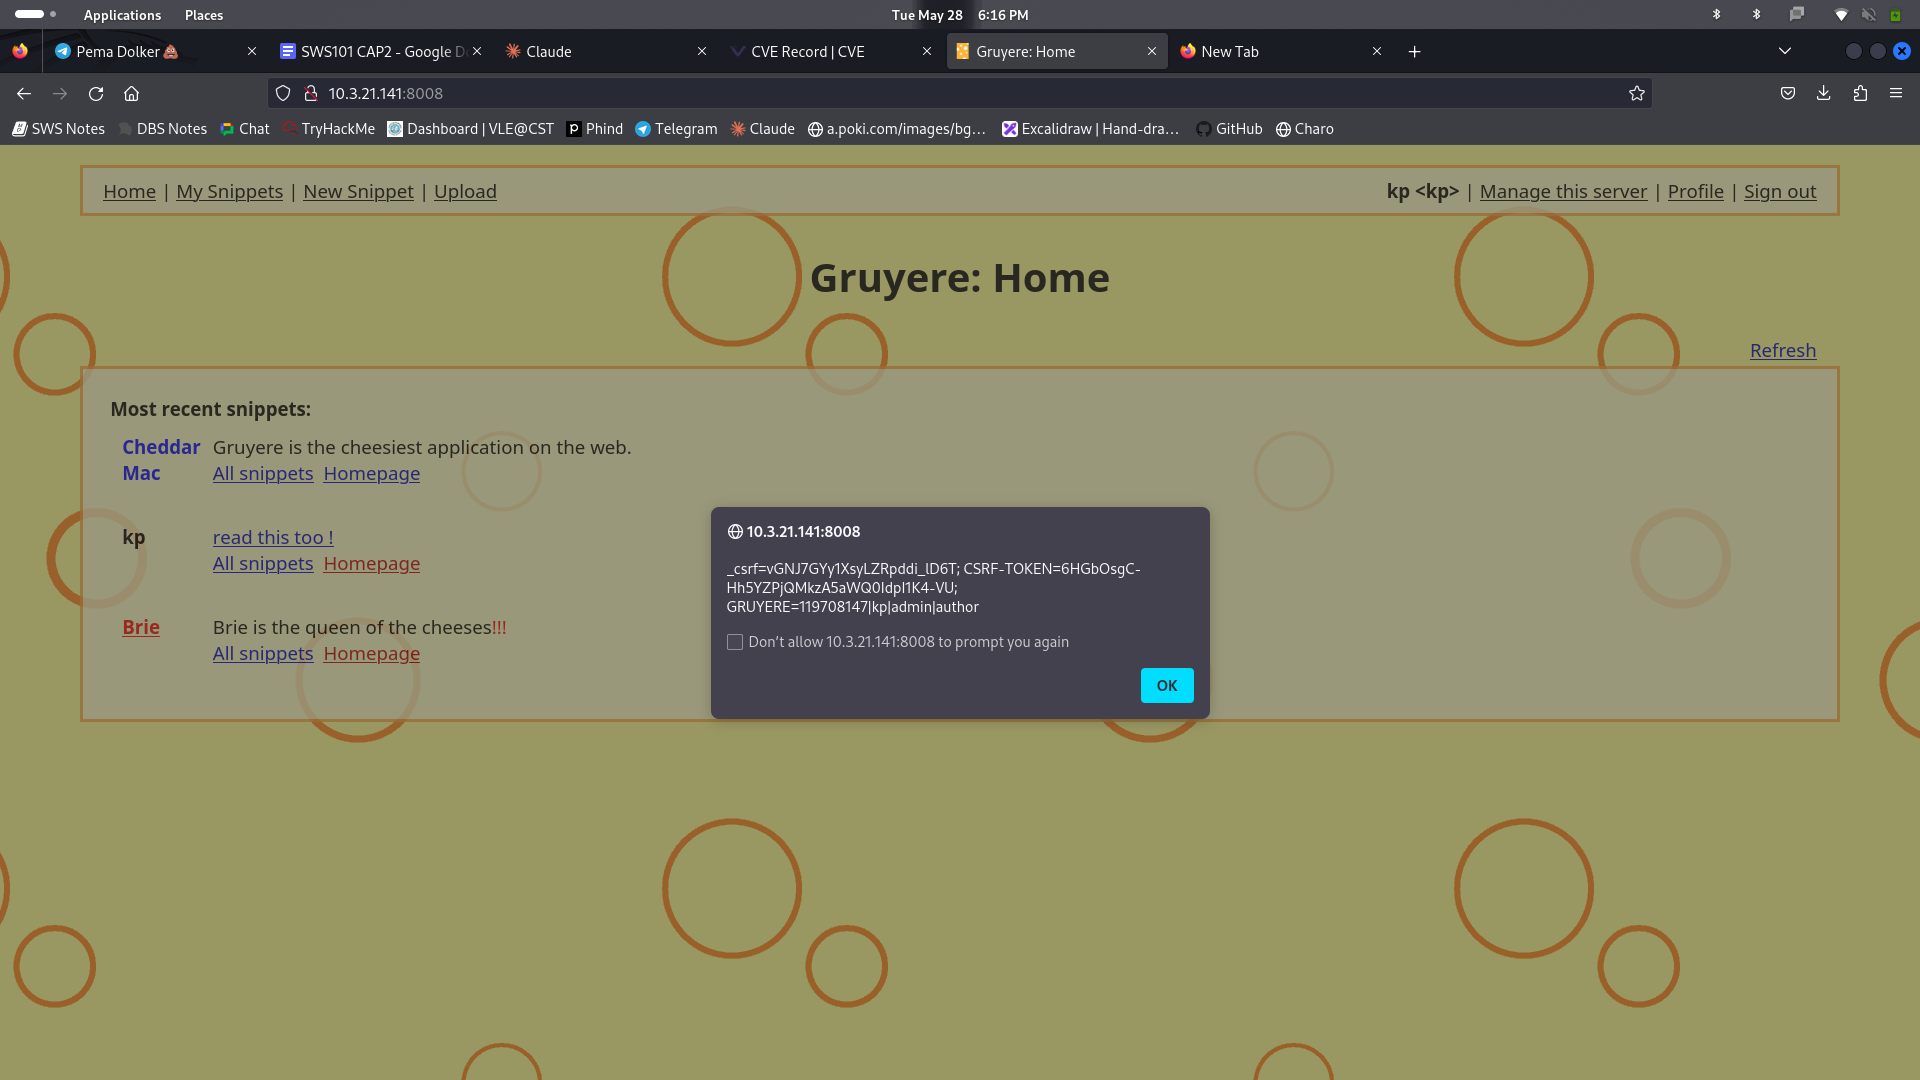 Applications Places Tue May 28 6:16 PM
Pema Dolker SWS101 CAP2 - Google D Claude CVE Record | CVE Gruyere: Home New Tab
10.3.21.141:8008
SWS Notes DBS Notes Chat TryHackMe Dashboard | VLE@CST Phind Telegram Claude a.poki.com/images/bg... Excalidraw | Hand-dra... GitHub Charo
Home | My Snippets | New Snippet | Upload kp <kp> | Manage this server | Profile | Sign out
Gruyere: Home
Refresh
Most recent snippets:
Cheddar Gruyere is the cheesiest application on the web.
Mac All snippets Homepage
kp read this too !
All snippets Homepage
Brie Brie is the queen of the cheeses!!!
All snippets Homepage
10.3.21.141:8008
_csrf=vGNJ7GYy1XsyLZRpddi_lD6T; CSRF-TOKEN=6HGbOsgC-
Hh5YZPjQMkzA5aWQ0IdpI1K4-VU;
GRUYERE=119708147|kp|admin|author
Don't allow 10.3.21.141:8008 to prompt you again
OK